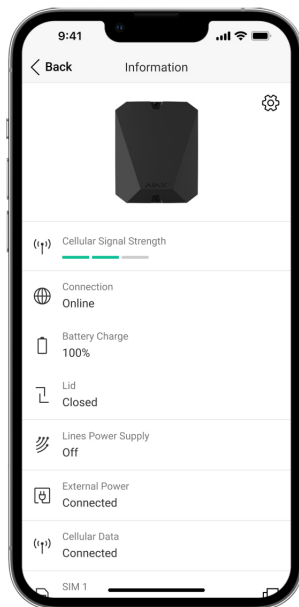 9:41
Back
Information
AJAX
Cellular Signal Strength
Connection
Online
Battery Charge
100%
Lid
Closed
Lines Power Supply
Off
External Power
Connected
Cellular Data
Connected
SIM 1